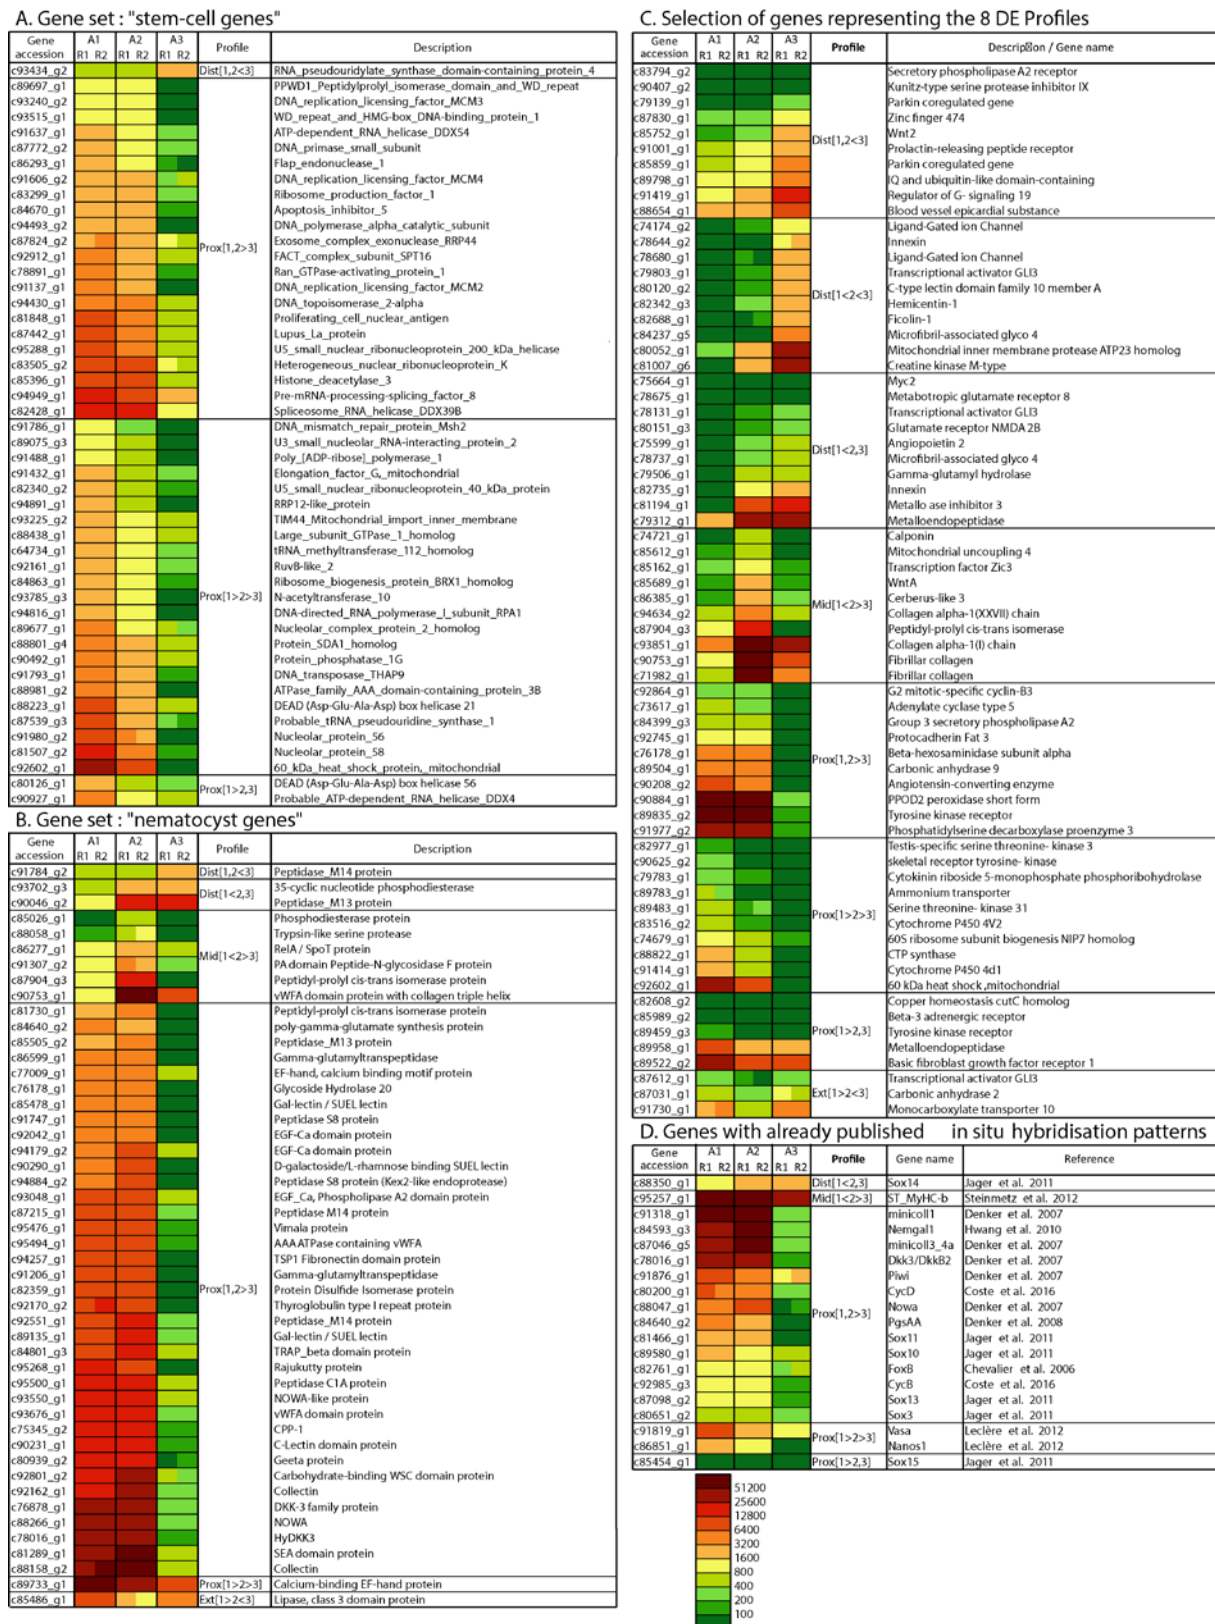 A. Gene set : "stem-cell genes"
Gene accession A1 R1 R2 A2 R1 R2 A3 R1 R2 Profile Description
c93434_g2 Dist[1,2<3] RNA_pseudouridylate_synthase_domain-containing_protein_4
c89697_g1 PPWD1_Peptidylprolyl_isomerase_domain_and_WD_repeat
c93240_g2 DNA_replication_licensing_factor_MCM3
c93515_g1 WD_repeat_and_HMG-box_DNA-binding_protein_1
c91637_g1 ATP-dependent_RNA_helicase_DDX54
c87772_g2 DNA_primase_small_subunit
c86293_g1 Flap_endonuclease_1
c91606_g2 DNA_replication_licensing_factor_MCM4
c83299_g1 Ribosome_production_factor_1
c84670_g1 Apoptosis_inhibitor_5
c94493_g2 DNA_polymerase_alpha_catalytic_subunit
c87824_g2 Prox[1,2>3] Exosome_complex_exonuclease_RRP44
c92912_g1 FACT_complex_subunit_SPT16
c78891_g1 Ran_GTPase-activating_protein_1
c91137_g1 DNA_replication_licensing_factor_MCM2
c94430_g1 DNA_topoisomerase_2-alpha
c81848_g1 Proliferating_cell_nuclear_antigen
c87442_g1 Lupus_La_protein
c95288_g1 U5_small_nuclear_ribonucleoprotein_200_kDa_helicase
c83505_g2 Heterogeneous_nuclear_ribonucleoprotein_K
c85396_g1 Histone_deacetylase_3
c94949_g1 Pre-mRNA-processing-splicing_factor_8
c82428_g1 Spliceosome_RNA_helicase_DDX39B
c91786_g1 DNA_mismatch_repair_protein_Msh2
c89075_g3 U3_small_nucleolar_RNA-interacting_protein_2
c91488_g1 Poly_[ADP-ribose]_polymerase_1
c91432_g1 Elongation_factor_G,_mitochondrial
c82340_g2 U5_small_nuclear_ribonucleoprotein_40_kDa_protein
c94891_g1 RRP12-like_protein
c93225_g2 TIM44_Mitochondrial_import_inner_membrane
c88438_g1 Large_subunit_GTPase_1_homolog
c64734_g1 tRNA_methyltransferase_112_homolog
c92161_g1 RuvB-like_2
c84863_g1 Ribosome_biogenesis_protein_BRX1_homolog
c93785_g3 Prox[1>2>3] N-acetyltransferase_10
c94816_g1 DNA-directed_RNA_polymerase_I_subunit_RPA1
c89677_g1 Nucleolar_complex_protein_2_homolog
c88801_g4 Protein_SDA1_homolog
c90492_g1 Protein_phosphatase_1G
c91793_g1 DNA_transposase_THAP9
c88981_g2 ATPase_family_AAA_domain-containing_protein_3B
c88223_g1 DEAD (Asp-Glu-Ala-Asp) box helicase 21
c87539_g3 Probable_tRNA_pseudouridine_synthase_1
c91980_g2 Nucleolar_protein_56
c81507_g2 Nucleolar_protein_58
c92602_g1 60_kDa_heat_shock_protein,_mitochondrial
c80126_g1 Prox[1>2,3] DEAD (Asp-Glu-Ala-Asp) box helicase 56
c90927_g1 Probable_ATP-dependent_RNA_helicase_DDX4
B. Gene set : "nematocyst genes"
Gene accession A1 R1 R2 A2 R1 R2 A3 R1 R2 Profile Description
c91784_g2 Dist[1,2<3] Peptidase_M14 protein
c93702_g3 Dist[1<2,3] 35-cyclic nucleotide phosphodiesterase
c90046_g2 Peptidase_M13 protein
c85026_g1 Phosphodiesterase protein
c88058_g1 Trypsin-like serine protease
c86277_g1 Mid[1<2>3] RelA / SpoT protein
c91307_g2 PA domain Peptide-N-glycosidase F protein
c87904_g3 Peptidyl-prolyl cis-trans isomerase protein
c90753_g1 vWFA domain protein with collagen triple helix
c81730_g1 Peptidyl-prolyl cis-trans isomerase protein
c84640_g2 poly-gamma-glutamate synthesis protein
c85505_g2 Peptidase_M13 protein
c86599_g1 Gamma-glutamyltranspeptidase
c77009_g1 EF-hand, calcium binding motif protein
c76178_g1 Glycoside Hydrolase 20
c85478_g1 Gal-lectin / SUEL lectin
c91747_g1 Peptidase S8 protein
c92042_g1 EGF-Ca domain protein
c94179_g2 EGF-Ca domain protein
c90290_g1 D-galactoside/L-rhamnose binding SUEL lectin
c94884_g2 Peptidase S8 protein (Kex2-like endoprotease)
c93048_g1 EGF_Ca, Phospholipase A2 domain protein
c87215_g1 Peptidase M14 protein
c95476_g1 Vimala protein
c95494_g1 AAA ATPase containing vWFA
c94257_g1 TSP1 Fibronectin domain protein
c91206_g1 Gamma-glutamyltranspeptidase
c82359_g1 Prox[1,2>3] Protein Disulfide Isomerase protein
c92170_g2 Thyroglobulin type I repeat protein
c92551_g1 Peptidase_M14 protein
c89135_g1 Gal-lectin / SUEL lectin
c84801_g3 TRAP_beta domain protein
c95268_g1 Rajukutty protein
c95500_g1 Peptidase C1A protein
c93550_g1 NOWA-like protein
c93676_g1 vWFA domain protein
c75345_g2 CPP-1
c90231_g1 C-Lectin domain protein
c80939_g2 Geeta protein
c92801_g2 Carbohydrate-binding WSC domain protein
c92162_g1 Collectin
c76878_g1 DKK-3 family protein
c88266_g1 NOWA
c78016_g1 HyDKK3
c81289_g1 SEA domain protein
c88158_g2 Collectin
c89733_g1 Prox[1>2>3] Calcium-binding EF-hand protein
c85486_g1 Ext[1>2<3] Lipase, class 3 domain protein
C. Selection of genes representing the 8 DE Profiles
Gene accession A1 R1 R2 A2 R1 R2 A3 R1 R2 Profile Description / Gene name
c83794_g2 Secretory phospholipase A2 receptor
c90407_g2 Kunitz-type serine protease inhibitor IX
c79139_g1 Parkin coregulated gene
c87830_g1 Zinc finger 474
c85752_g1 Dist[1,2<3] Wnt2
c91001_g1 Prolactin-releasing peptide receptor
c85859_g1 Parkin coregulated gene
c89798_g1 IQ and ubiquitin-like domain-containing
c91419_g1 Regulator of G- signaling 19
c88654_g1 Blood vessel epicardial substance
c74174_g2 Ligand-Gated ion Channel
c78644_g2 Innexin
c78680_g1 Ligand-Gated ion Channel
c79803_g1 Transcriptional activator GLI3
c80120_g2 Dist[1<2<3] C-type lectin domain family 10 member A
c82342_g3 Hemicentin-1
c82688_g1 Ficolin-1
c84237_g5 Microfibril-associated glyco 4
c80052_g1 Mitochondrial inner membrane protease ATP23 homolog
c81007_g6 Creatine kinase M-type
c75664_g1 Myc2
c78675_g1 Metabotropic glutamate receptor 8
c78131_g1 Transcriptional activator GLI3
c80151_g3 Glutamate receptor NMDA 2B
c75599_g1 Dist[1<2,3] Angiopoietin 2
c78737_g1 Microfibril-associated glyco 4
c79506_g1 Gamma-glutamyl hydrolase
c82735_g1 Innexin
c81194_g1 Metallo ase inhibitor 3
c79312_g1 Metalloendopeptidase
c74721_g1 Calponin
c85612_g1 Mitochondrial uncoupling 4
c85162_g1 Transcription factor Zic3
c85689_g1 WntA
c86385_g1 Mid[1<2>3] Cerberus-like 3
c94634_g2 Collagen alpha-1(XXVII) chain
c87904_g3 Peptidyl-prolyl cis-trans isomerase
c93851_g1 Collagen alpha-1(I) chain
c90753_g1 Fibrillar collagen
c71982_g1 Fibrillar collagen
c92864_g1 G2 mitotic-specific cyclin-B3
c73617_g1 Adenylate cyclase type 5
c84399_g3 Group 3 secretory phospholipase A2
c92745_g1 Protocadherin Fat 3
c76178_g1 Prox[1,2>3] Beta-hexosaminidase subunit alpha
c89504_g1 Carbonic anhydrase 9
c90208_g2 Angiotensin-converting enzyme
c90884_g1 PPOD2 peroxidase short form
c89835_g2 Tyrosine kinase receptor
c91977_g2 Phosphatidylserine decarboxylase proenzyme 3
c82977_g1 Testis-specific serine threonine- kinase 3
c90625_g2 skeletal receptor tyrosine- kinase
c79783_g1 Cytokinin riboside 5-monophosphate phosphoribohydrolase
c89783_g1 Ammonium transporter
c89483_g1 Prox[1>2>3] Serine threonine- kinase 31
c83516_g2 Cytochrome P450 4V2
c74679_g1 60S ribosome subunit biogenesis NIP7 homolog
c88822_g1 CTP synthase
c91414_g1 Cytochrome P450 4d1
c92602_g1 60 kDa heat shock ,mitochondrial
c82608_g2 Copper homeostasis cutC homolog
c85989_g2 Beta-3 adrenergic receptor
c89459_g3 Prox[1>2,3] Tyrosine kinase receptor
c89958_g1 Metalloendopeptidase
c89522_g2 Basic fibroblast growth factor receptor 1
c87612_g1 Transcriptional activator GLI3
c87031_g1 Ext[1>2<3] Carbonic anhydrase 2
c91730_g1 Monocarboxylate transporter 10
D. Genes with already published in situ hybridisation patterns
Gene accession A1 R1 R2 A2 R1 R2 A3 R1 R2 Profile Gene name Reference
c88350_g1 Dist[1<2,3] Sox14 Jager et al. 2011
c95257_g1 Mid[1<2>3] ST_MyHC-b Steinmetz et al. 2012
c91318_g1 minicoll1 Denker et al. 2007
c84593_g3 Nemgal1 Hwang et al. 2010
c87046_g5 minicoll3_4a Denker et al. 2007
c78016_g1 Dkk3/DkkB2 Denker et al. 2007
c91876_g1 Piwi Denker et al. 2007
c80200_g1 CycD Coste et al. 2016
c88047_g1 Prox[1,2>3] Nowa Denker et al. 2007
c84640_g2 PgsAA Denker et al. 2008
c81466_g1 Sox11 Jager et al. 2011
c89580_g1 Sox10 Jager et al. 2011
c82761_g1 FoxB Chevalier et al. 2006
c92985_g3 CycB Coste et al. 2016
c87098_g2 Sox13 Jager et al. 2011
c80651_g2 Sox3 Jager et al. 2011
c91819_g1 Prox[1>2>3] Vasa Leclère et al. 2012
c86851_g1 Nanos1 Leclère et al. 2012
c85454_g1 Prox[1>2,3] Sox15 Jager et al. 2011
51200
25600
12800
6400
3200
1600
800
400
200
100